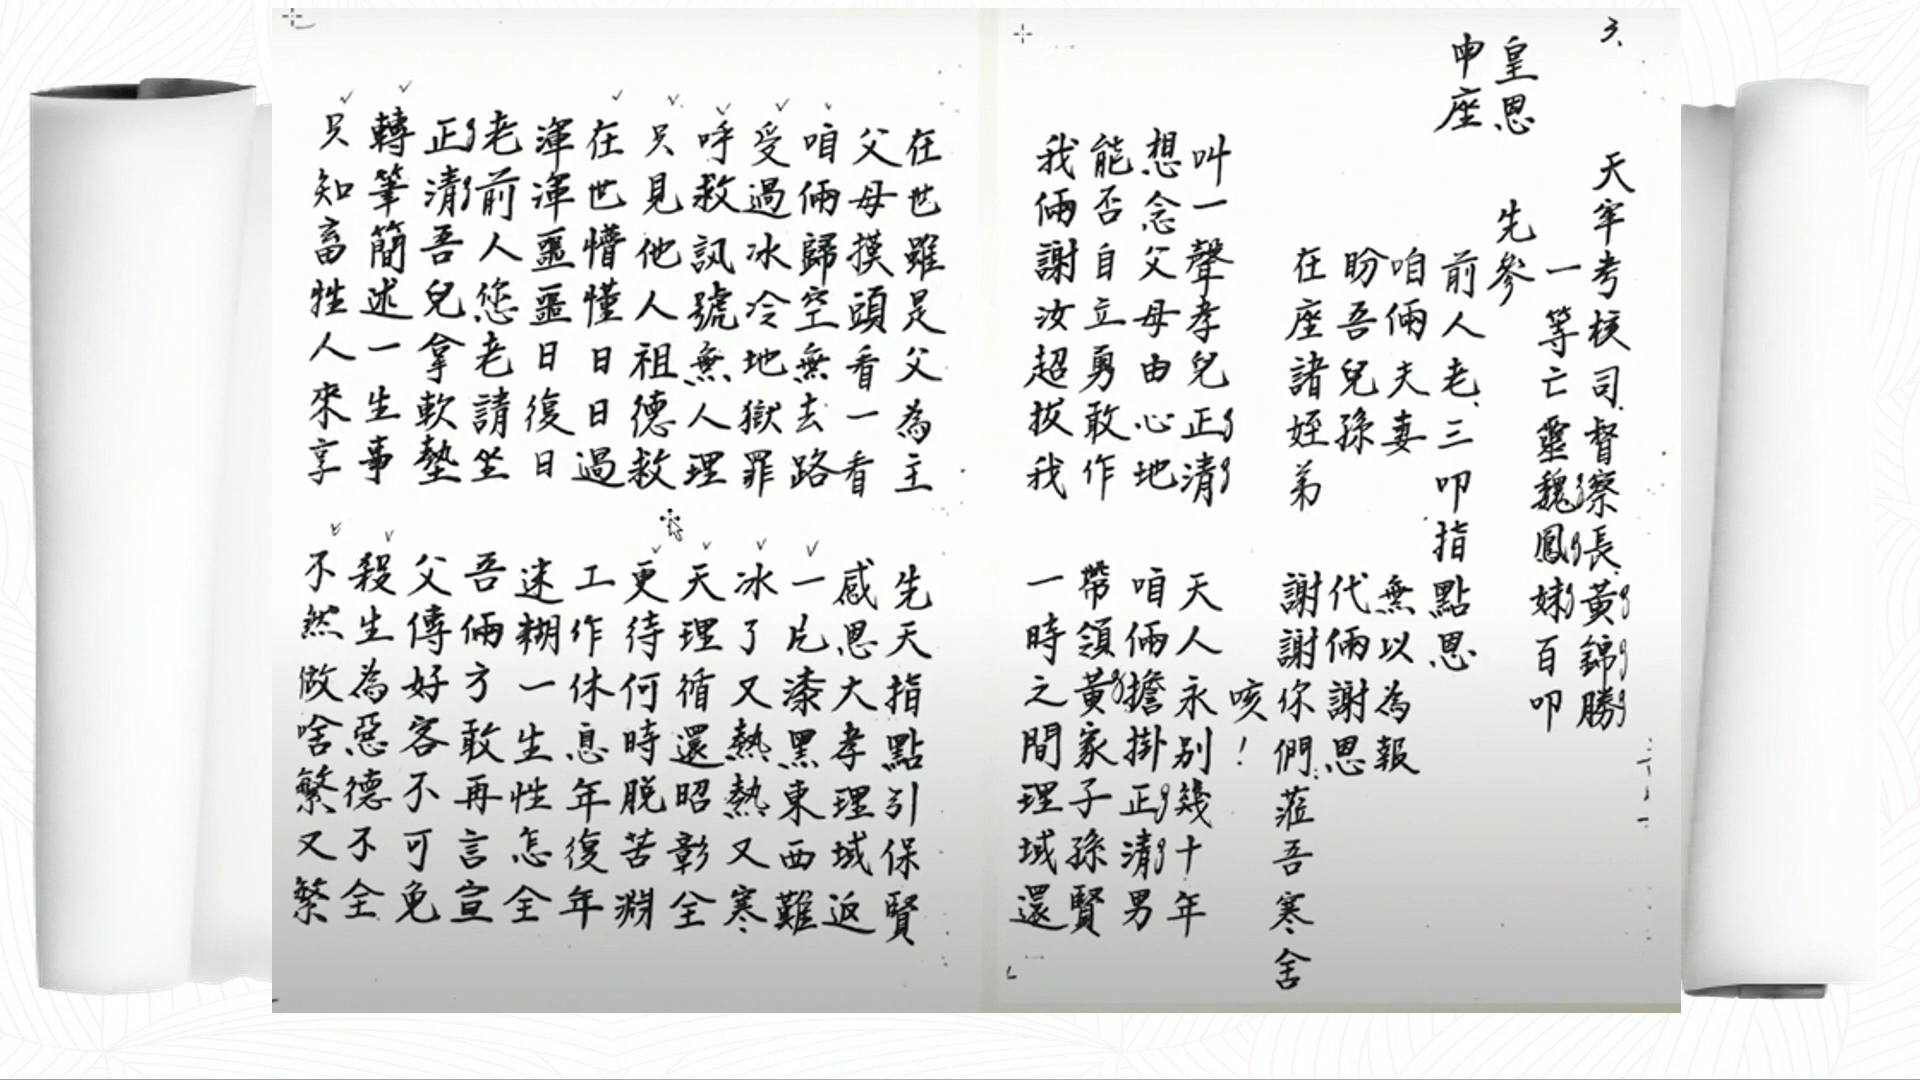 3、
天牢考核司督察長黃錦勝
一等亡靈魏鳳娣百叩
皇恩
先參
申座
前人老、三叩指點恩
咱倆夫妻 無以為報
盼吾兒孫 代倆謝恩
在座諸姪弟 謝謝你們蒞吾寒舍
咳!
叫一聲孝兒正清 天人永別幾十年
想念父母由心地 咱倆擔掛正清男
能否自立勇敢作 帶領黃家子孫賢
我倆謝汝超拔我 一時之間理域還
在世雖是父為主 先天指點引保賢
父母摸頭看一看 感恩大孝理域返
咱倆歸空無去路 一片漆黑東西難
受過冰冷地獄罪 冰了又熱熱又寒
呼救訊號無人理 天理循還昭彰全
只見他人祖德救 更待何時脫苦淵
在世懵懂日日過 工作休息年復年
渾渾噩噩日復日 迷糊一生性怎全
老前人您老請坐 吾倆方敢再言宣
正清吾兒拿軟墊 父傳好客不可免
轉筆簡述一生事 殺生為惡德不全
只知畜牲人來享 不然做啥繁又繁